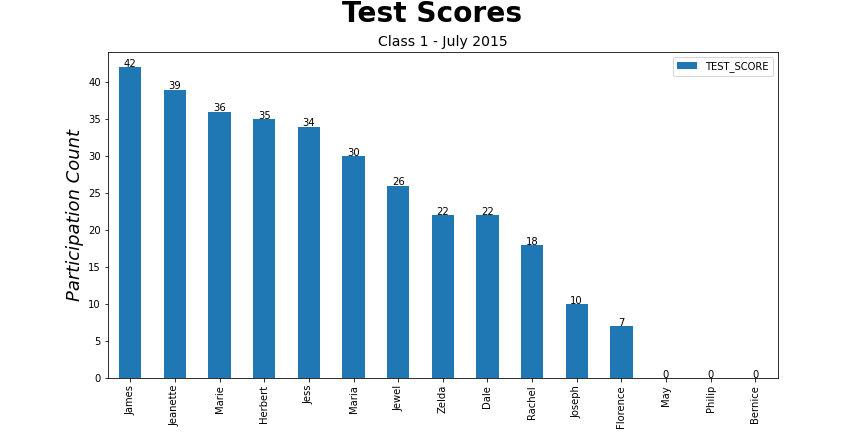 Test Scores
Class 1 - July 2015
TEST_SCORE
Participation Count
40
35
30
25
20
15
10
5
0
42
39
36
35
34
30
26
22
22
18
10
7
0
0
0
James
Jeanette
Marie
Herbert
Jess
Maria
Jewel
Zelda
Dale
Rachel
Joseph
Florence
May
Philip
Bernice